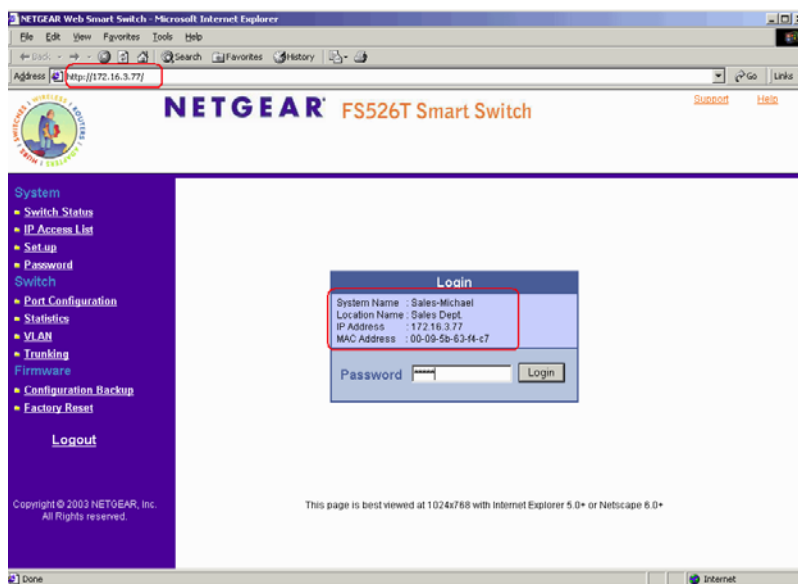 NETGEAR Web Smart Switch - Microsoft Internet Explorer
File Edit View Favorites Tools Help
Back Search Favorites History
Address http://172.16.3.77/ Go Links
NETGEAR FS526T Smart Switch
Support Help
WIRELESS ROUTERS ADAPTERS HUBS SWITCHES
System
Switch Status
IP Access List
Set-up
Password
Switch
Port Configuration
Statistics
VLAN
Trunking
Firmware
Configuration Backup
Factory Reset
Logout
Copyright © 2003 NETGEAR, Inc.
All Rights reserved.
Login
System Name : Sales-Michael
Location Name : Sales Dept.
IP Address : 172.16.3.77
MAC Address : 00-09-5b-63-f4-c7
Password ***** Login
This page is best viewed at 1024x768 with Internet Explorer 5.0+ or Netscape 6.0+
Done Internet